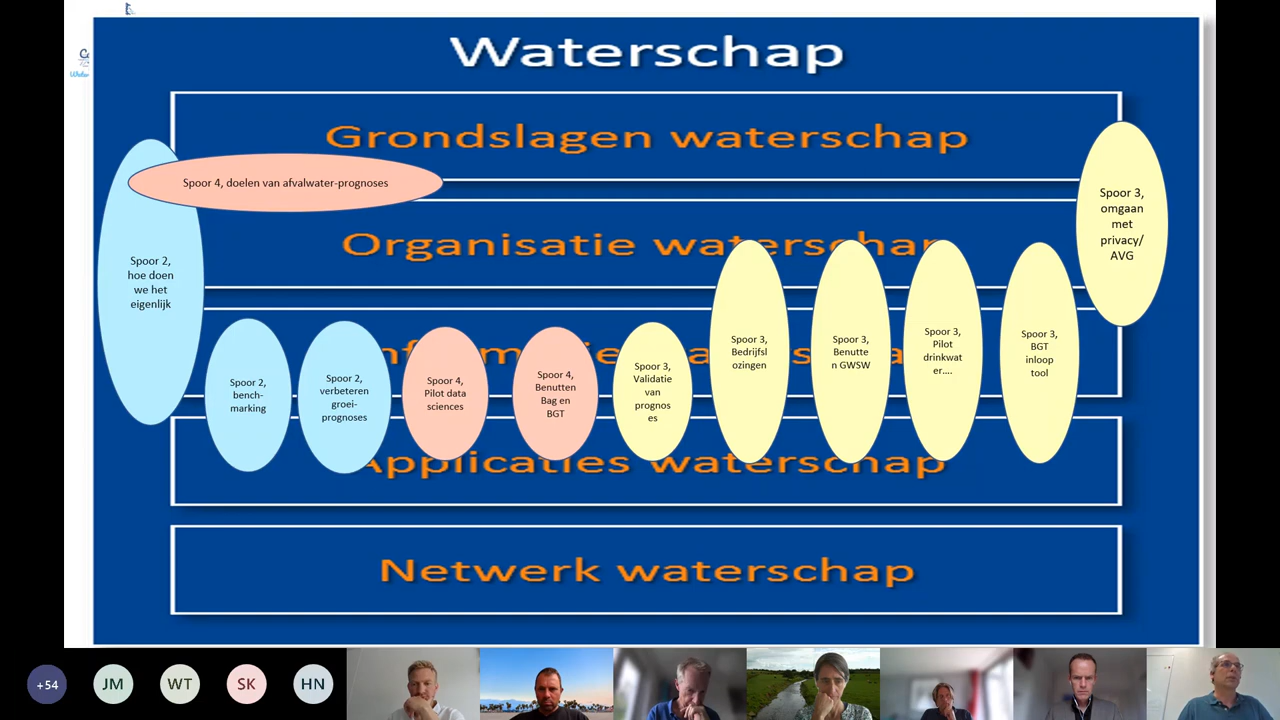 Waterschap
Grondslagen waterschap
Spoor 4, doelen van afvalwater-prognoses
Spoor 3,
omgaan
met
privacy/
AVG
Organisatie waterschap
Spoor 2,
hoe doen
we het
eigenlijk
Spoor 2,
bench-
marking
Spoor 2,
verbeteren
groei-
prognoses
Spoor 4,
Pilot data
sciences
Spoor 4,
Benutten
Bag en
BGT
Spoor 3,
Validatie
van
prognos
es
Spoor 3,
Bedrijfsl
ozingen
Spoor 3,
Benutte
n GWSW
Spoor 3,
Pilot
drinkwat
er....
Spoor 3,
BGT
inloop
tool
Applicaties waterschap
Netwerk waterschap
+54
JM
WT
SK
HN